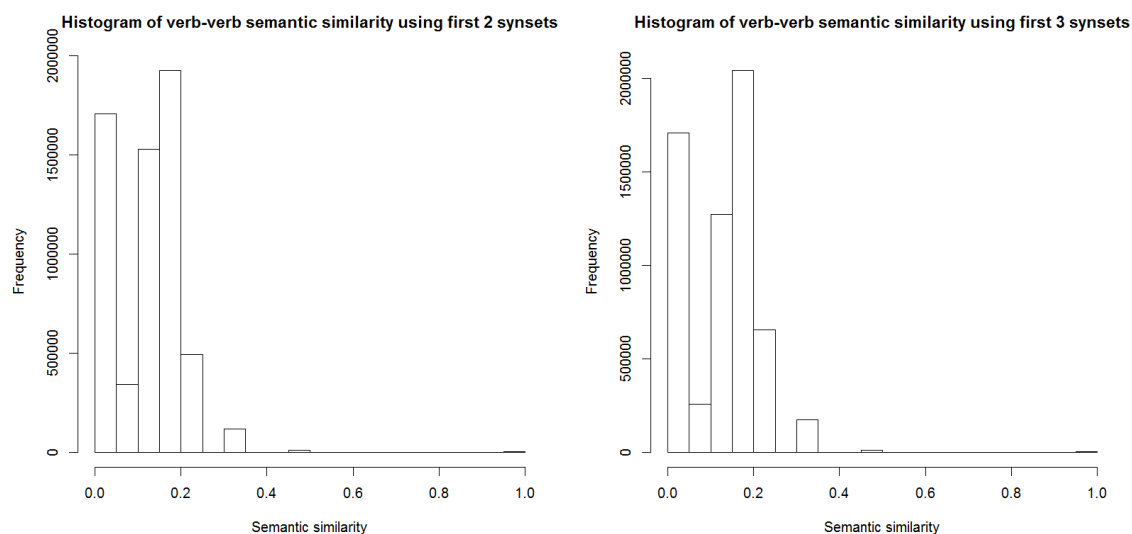 Histogram of verb-verb semantic similarity using first 2 synsets
Frequency
2000000
1500000
1000000
500000
0
0.0 0.2 0.4 0.6 0.8 1.0
Semantic similarity
Histogram of verb-verb semantic similarity using first 3 synsets
Frequency
2000000
1500000
1000000
500000
0
0.0 0.2 0.4 0.6 0.8 1.0
Semantic similarity